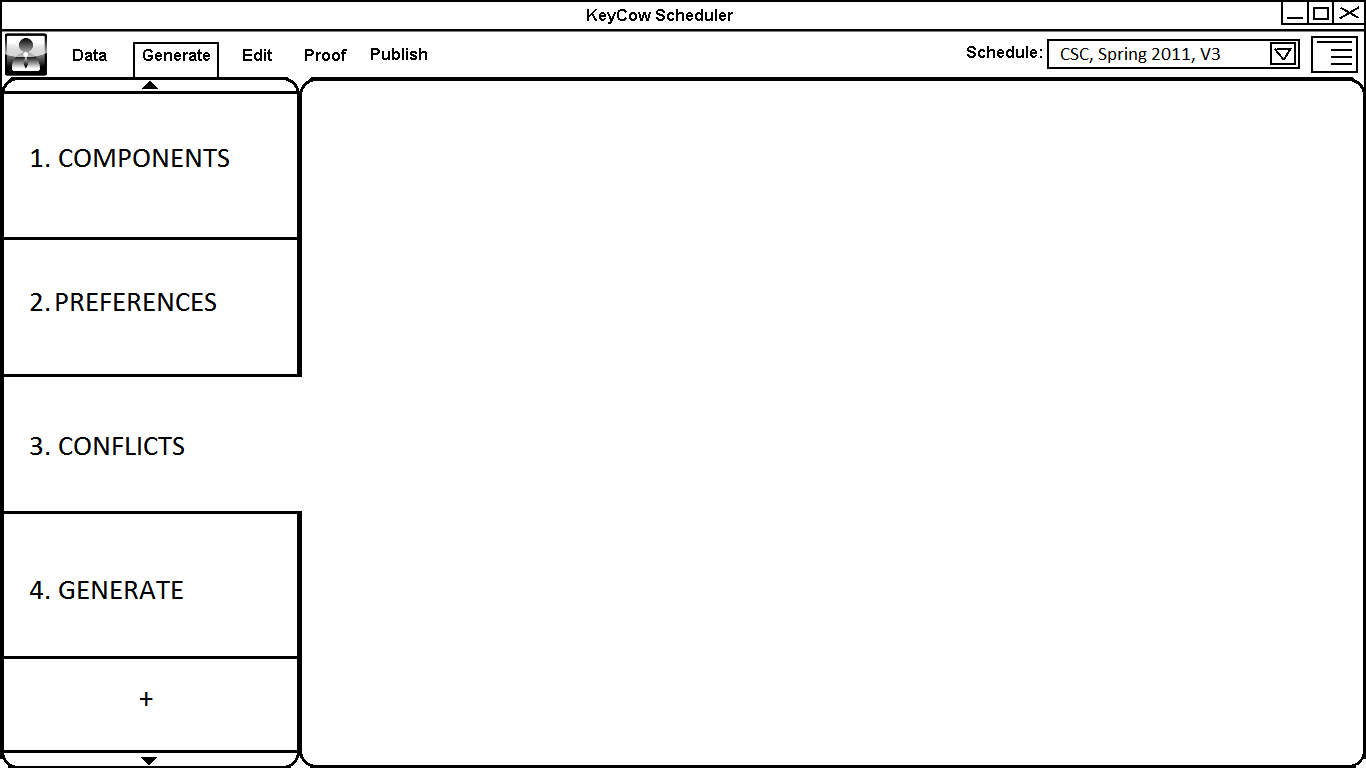 KeyCow Scheduler
Data Generate Edit Proof Publish Schedule: CSC, Spring 2011, V3
1. COMPONENTS
2. PREFERENCES
3. CONFLICTS
4. GENERATE
+